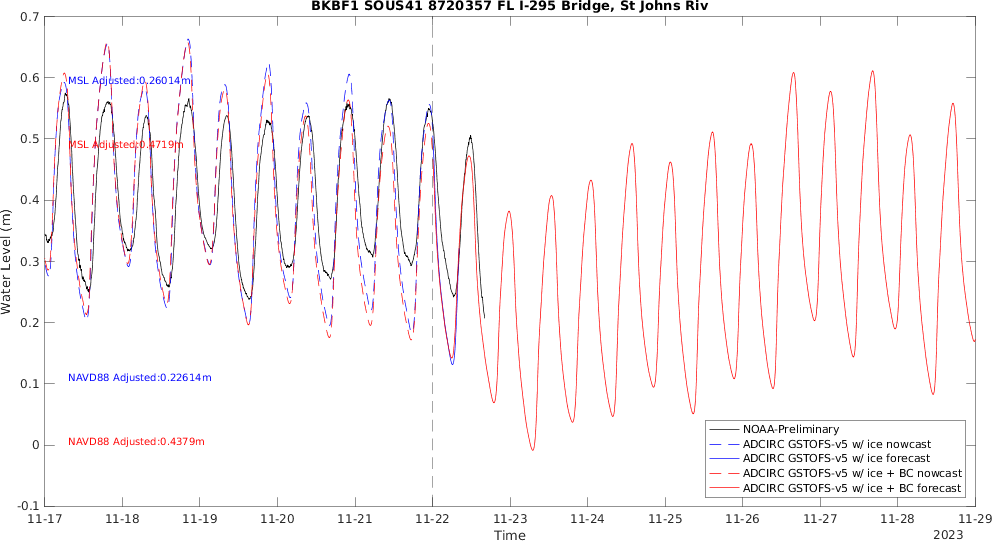 BKBF1 SOUS41 8720357 FL I-295 Bridge, St Johns Riv
0.7
0.6
0.5
0.4
0.3
0.2
0.1
0
-0.1
Water Level (m)
MSL Adjusted:0.26014m
MSL Adjusted:0.4719m
NAVD88 Adjusted:0.22614m
NAVD88 Adjusted:0.4379m
NOAA-Preliminary
ADCIRC GSTOFS-v5 w/ ice nowcast
ADCIRC GSTOFS-v5 w/ ice forecast
ADCIRC GSTOFS-v5 w/ ice + BC nowcast
ADCIRC GSTOFS-v5 w/ ice + BC forecast
11-17 11-18 11-19 11-20 11-21 11-22 11-23 11-24 11-25 11-26 11-27 11-28 11-29
Time
2023